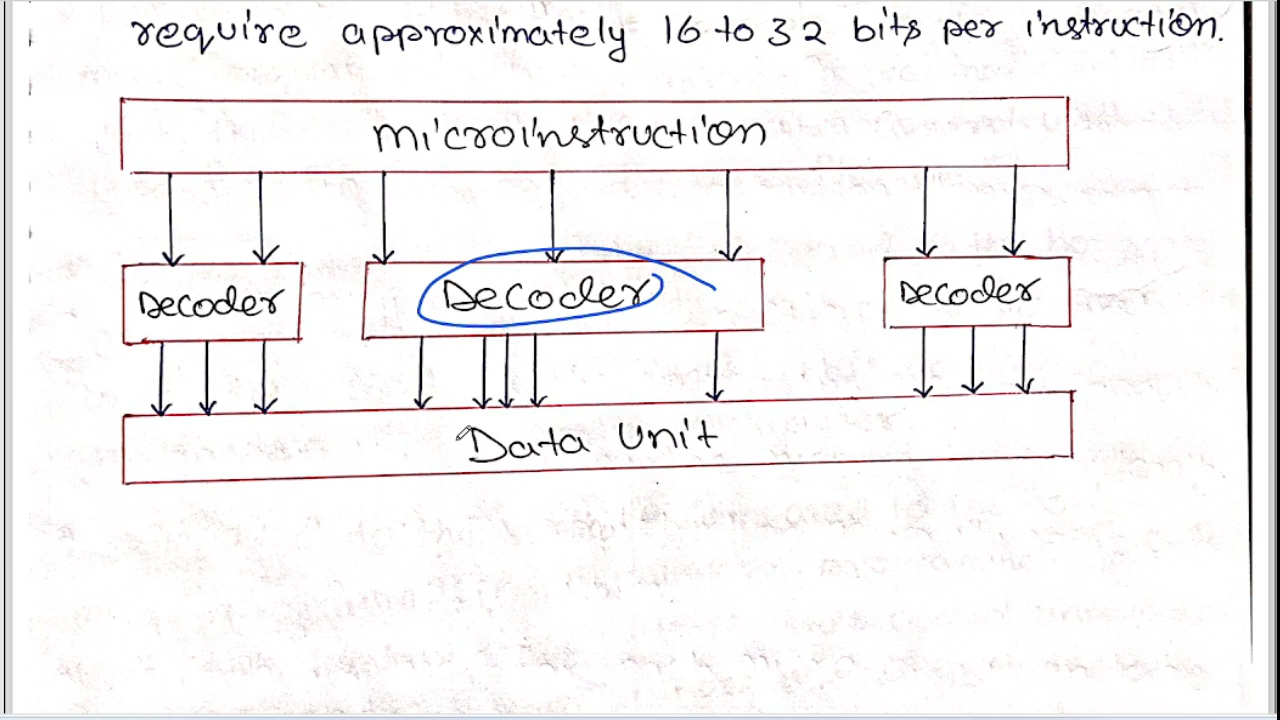 require approximately 16 to 32 bits per instruction.
microinstruction
Decoder Decoder Decoder
Data Unit